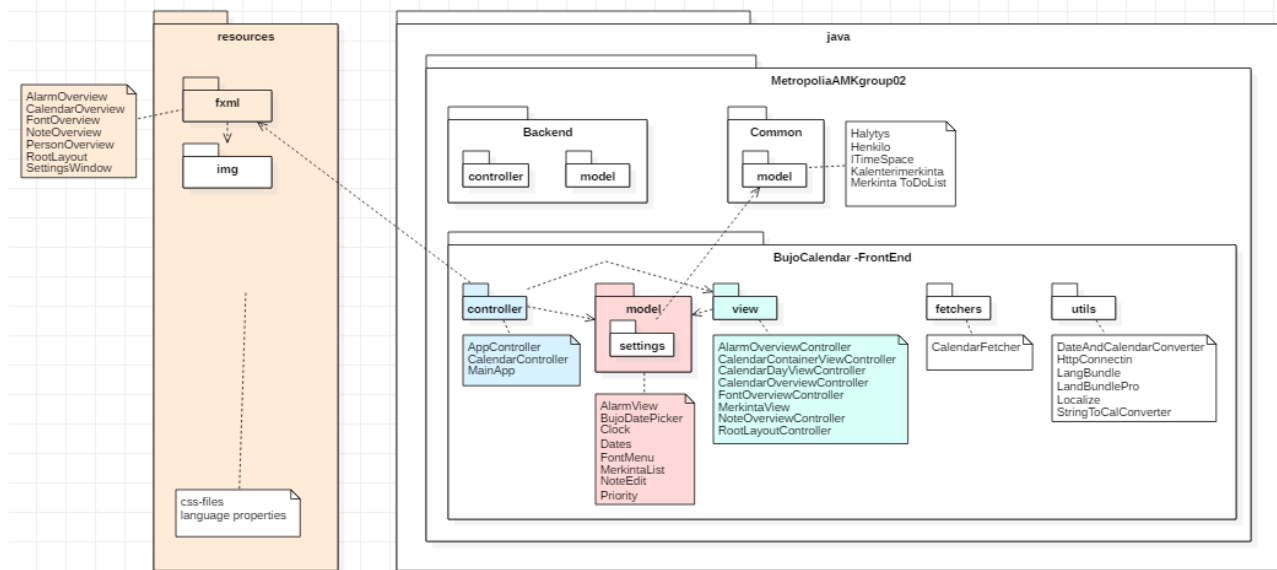 resources
fxml
img
AlarmOverview
CalendarOverview
FontOverview
NoteOverview
PersonOverview
RootLayout
SettingsWindow
css-files
language properties
java
MetropoliaAMKgroup02
Backend
controller
model
Common
model
Halytys
Henkilo
ITimeSpace
Kalenterimerkinta
Merkinta ToDoList
BujoCalendar -FrontEnd
controller
AppController
CalendarController
MainApp
model
settings
AlarmView
BujoDatePicker
Clock
Dates
FontMenu
MerkintaList
NoteEdit
Priority
view
AlarmOverviewController
CalendarContainerViewController
CalendarDayViewController
CalendarOverviewController
FontOverviewController
MerkintaView
NoteOverviewController
RootLayoutController
fetchers
CalendarFetcher
utils
DateAndCalendarConverter
HttpConnectin
LangBundle
LandBundlePro
Localize
StringToCalConverter